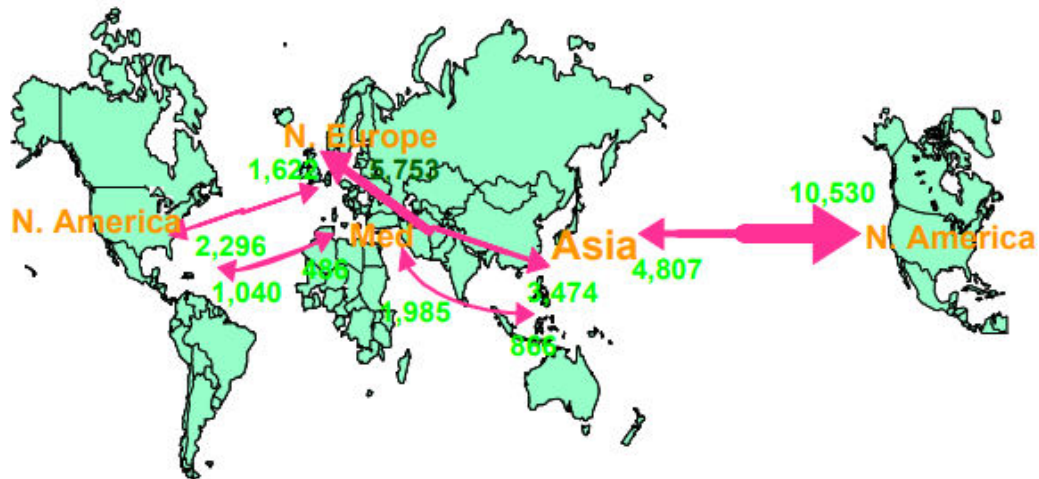 N. Europe
1,622
5,753
10,530
N. America
Med
Asia
N. America
2,296
486
4,807
1,040
3,474
1,985
866